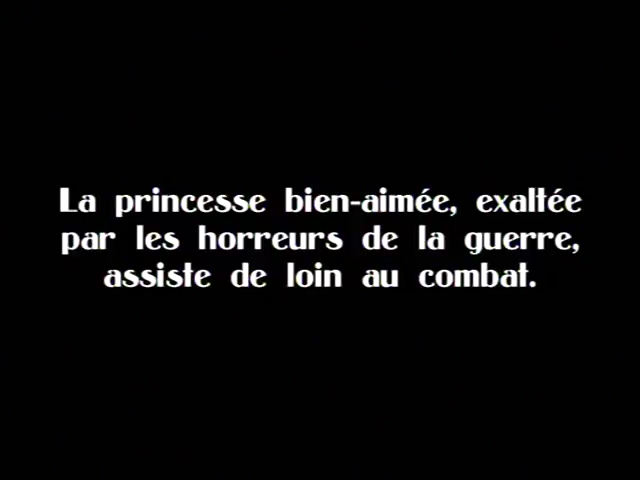 La princesse bien-aimée, exaltée
par les horreurs de la guerre,
assiste de loin au combat.